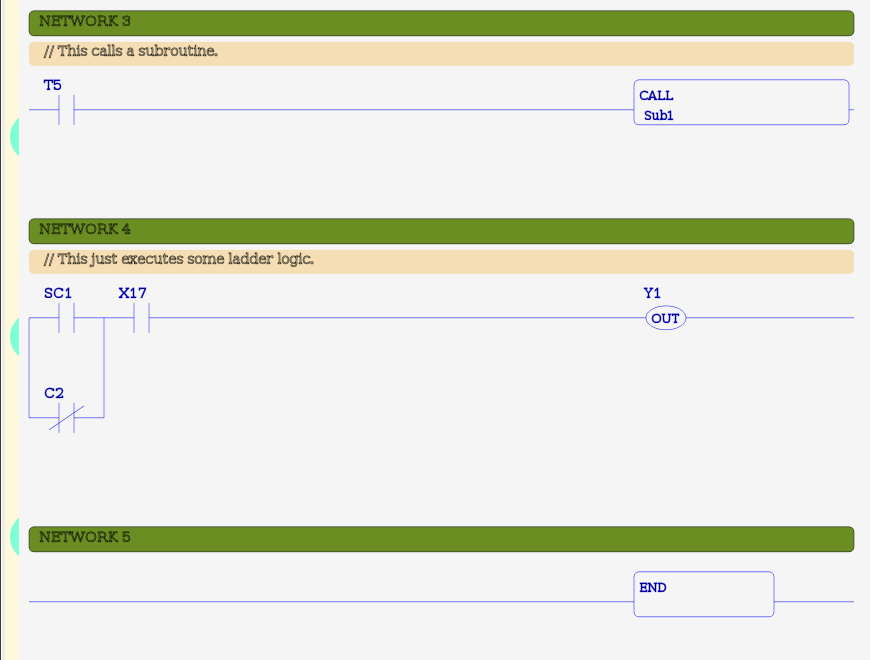 NETWORK 3
// This calls a subroutine.
T5
CALL
Sub1
NETWORK 4
// This just executes some ladder logic.
SC1 X17 Y1
OUT
C2
NETWORK 5
END